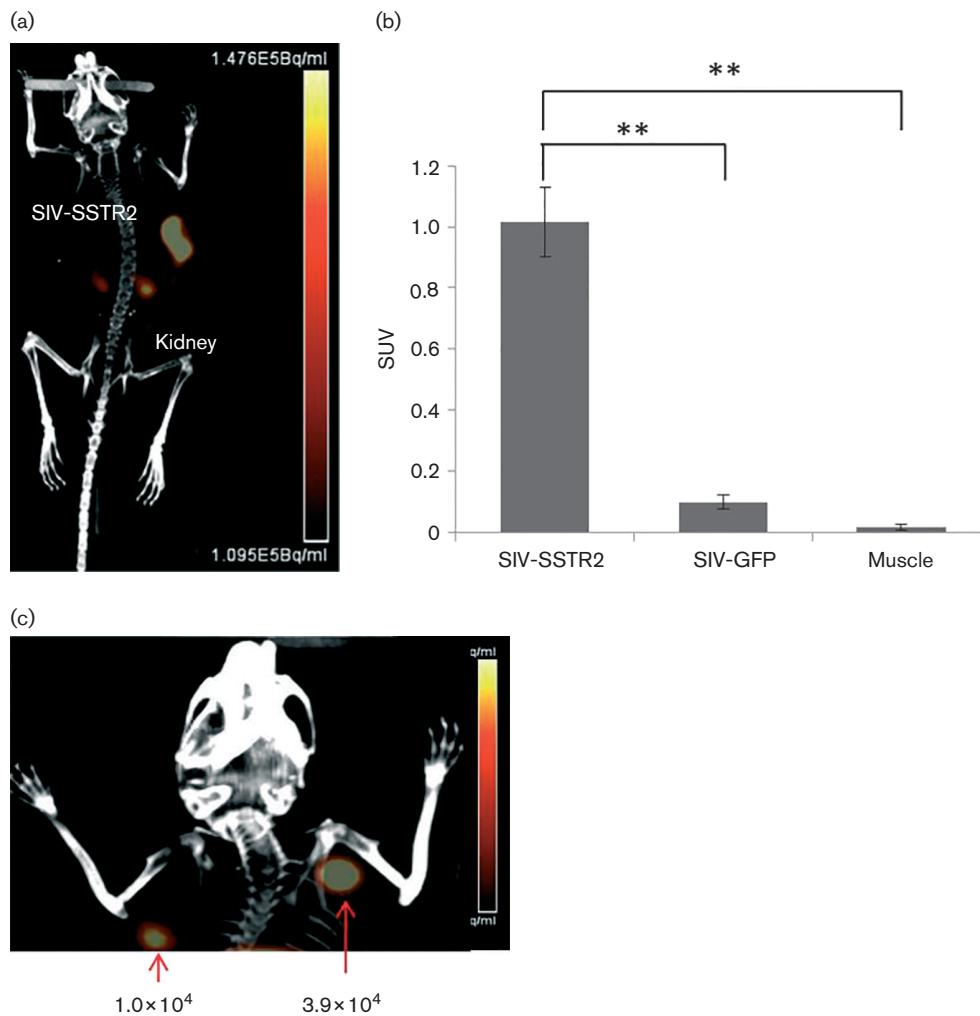 (a)
1.476E5Bq/ml
SIV-SSTR2
Kidney
1.095E5Bq/ml
(b)
**
**
SUV
1.2
1.0
0.8
0.6
0.4
0.2
0
SIV-SSTR2 SIV-GFP Muscle
(c)
q/ml
q/ml
1.0×10⁴ 3.9×10⁴